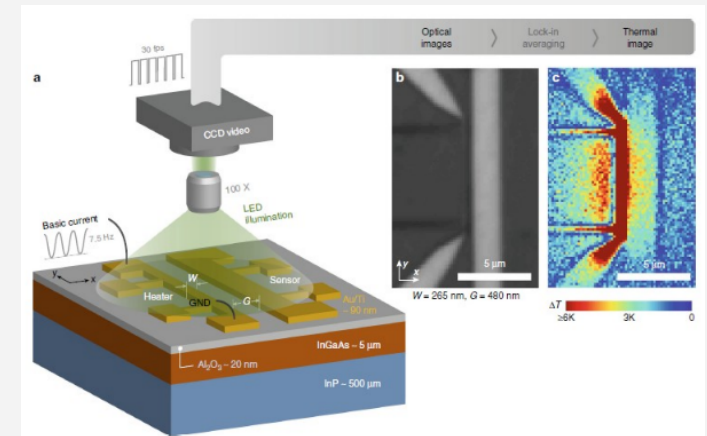 Optical
images
Lock-in
averaging
Thermal
image
30 fps
a
b
c
CCD video
100 X
LED
illumination
Basic current
7.5 Hz
y
x
W
Heater
Sensor
GND
G
Au/Ti
~ 90 nm
InGaAs ~ 5 μm
Al₂O₃ ~ 20 nm
InP ~ 500 μm
y
x
5 μm
W = 265 nm, G = 480 nm
5 μm
ΔT
≥6K
3K
0